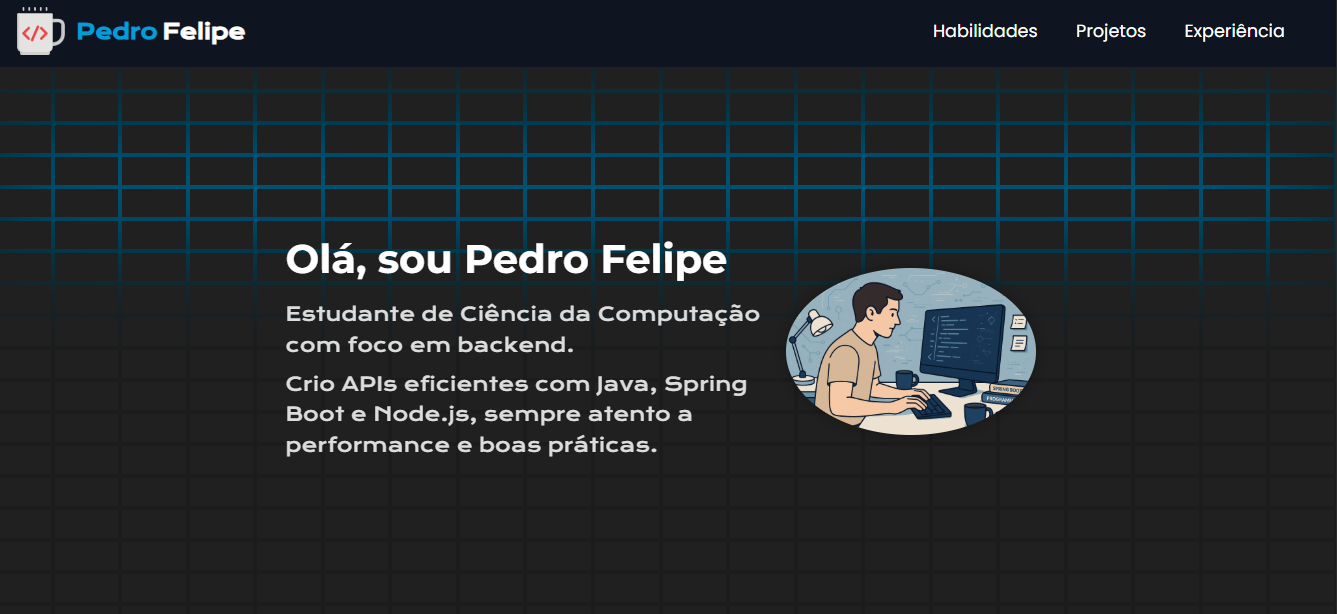 </>
Pedro Felipe
Habilidades
Projetos
Experiência
Olá, sou Pedro Felipe
Estudante de Ciência da Computação
com foco em backend.
Crio APIs eficientes com Java, Spring
Boot e Node.js, sempre atento a
performance e boas práticas.
SPRING BOOT